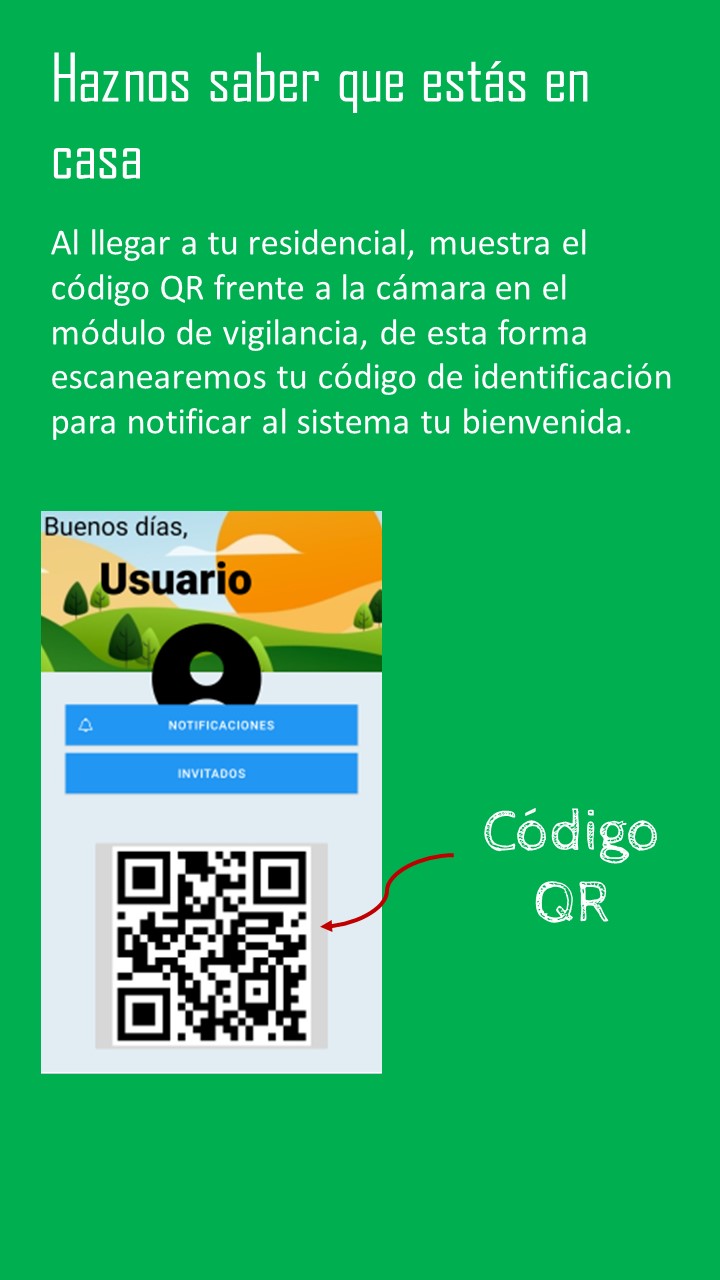 Haznos saber que estás en
casa
Al llegar a tu residencial, muestra el
código QR frente a la cámara en el
módulo de vigilancia, de esta forma
escanearemos tu código de identificación
para notificar al sistema tu bienvenida.
Buenos días,
Usuario
NOTIFICACIONES
INVITADOS
Código
QR